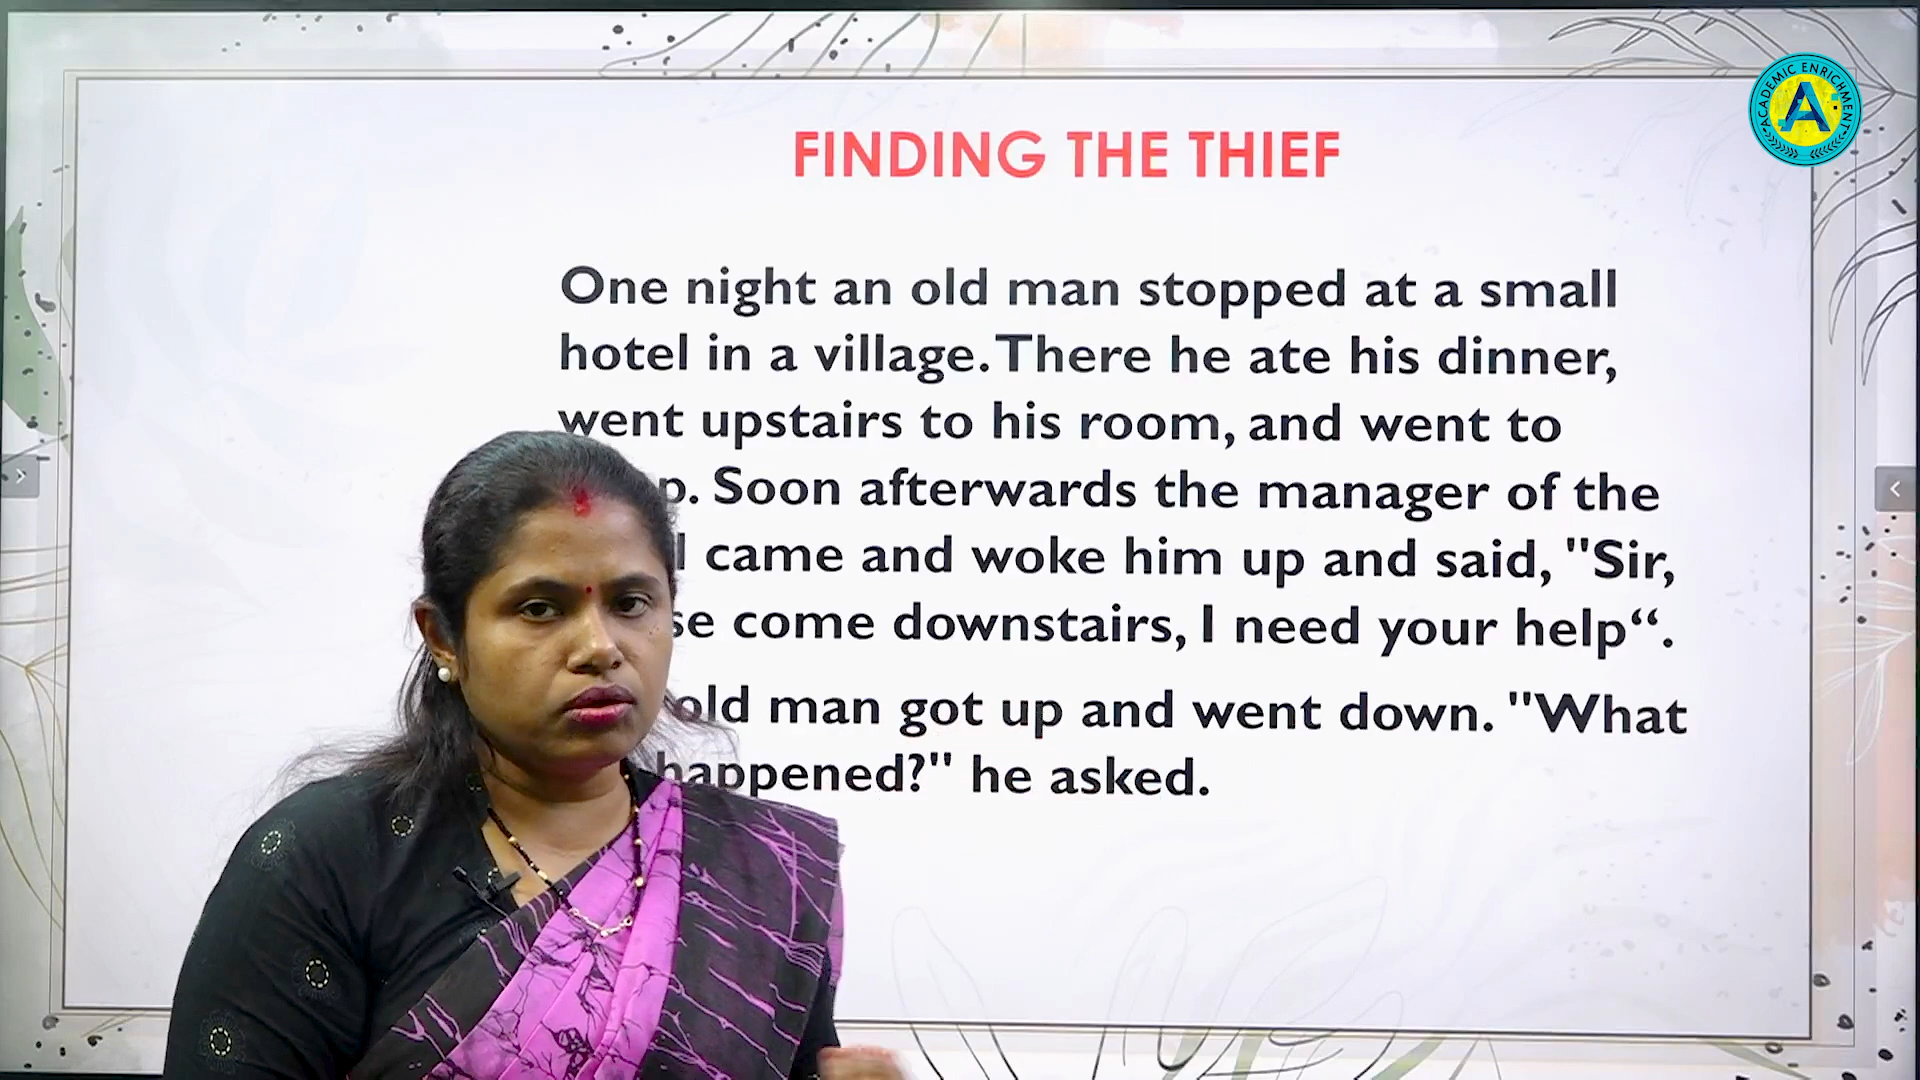 FINDING THE THIEF
ACADEMIC ENRICHMENT
A
One night an old man stopped at a small
hotel in a village. There he ate his dinner,
went upstairs to his room, and went to
p. Soon afterwards the manager of the
l came and woke him up and said, "Sir,
se come downstairs, I need your help“.
old man got up and went down. "What
happened?" he asked.